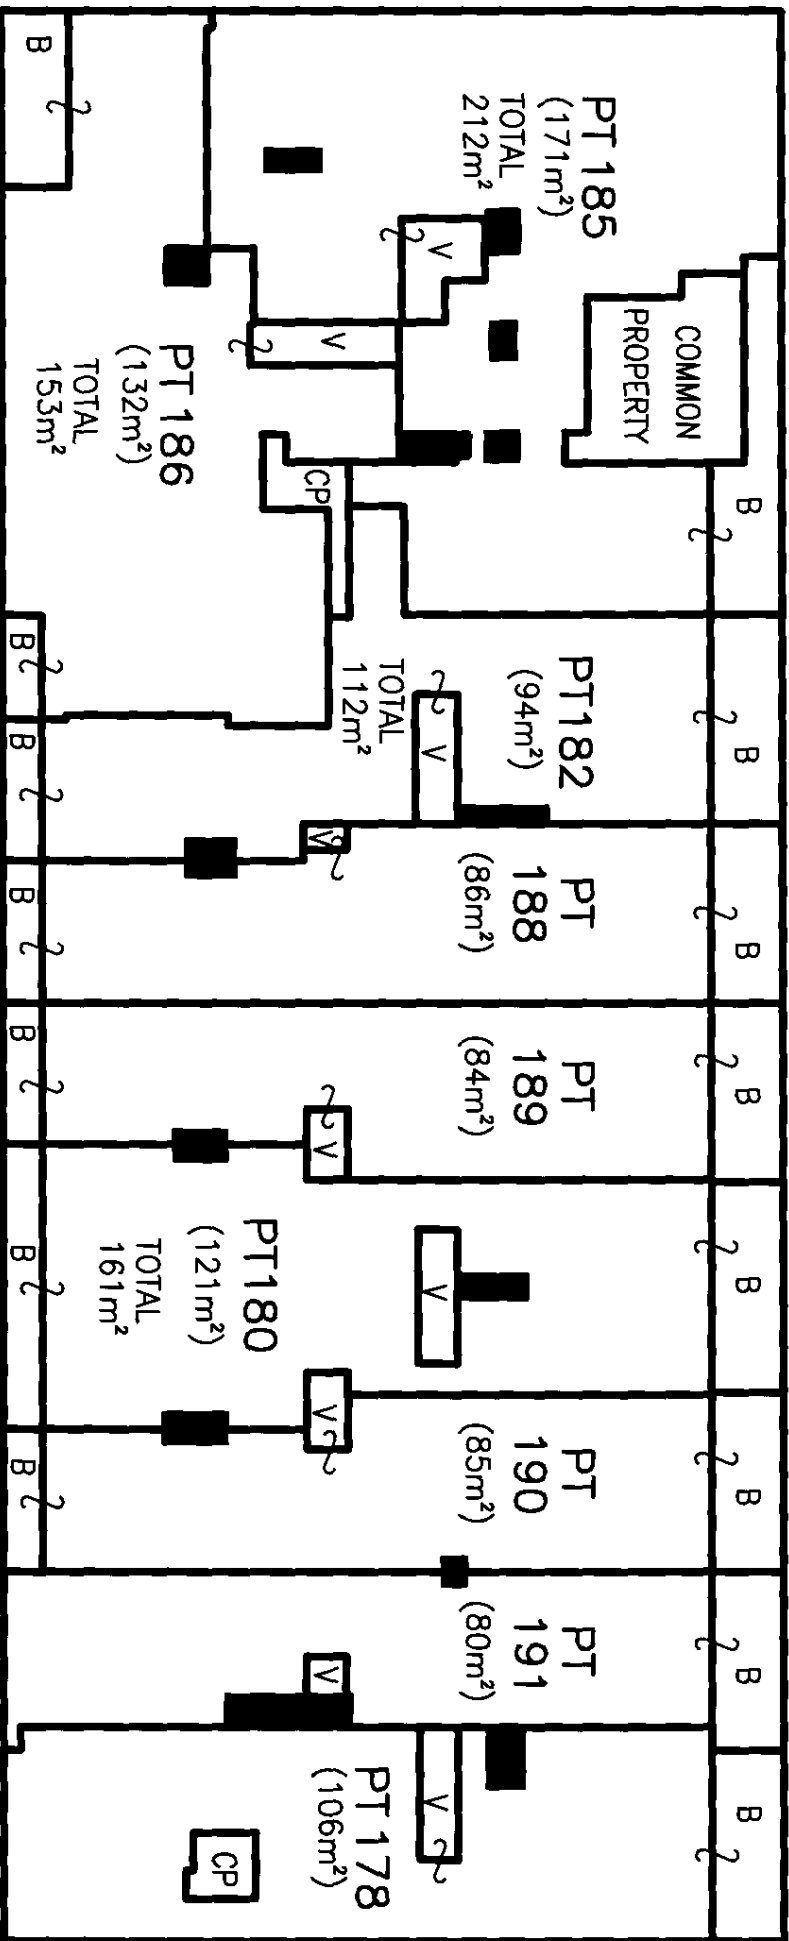 B
PT 185
(171m²)
TOTAL
212m²
V
COMMON
PROPERTY
V
PT 186
(132m²)
TOTAL
153m²
CP
B
B
PT182
(94m²)
TOTAL
112m²
V
B
B
V
PT
188
(86m²)
B
B
PT
189
(84m²)
B
B
V
PT180
(121m²)
TOTAL
161m²
V
B
B
V
PT
190
(85m²)
B
B
PT
191
(80m²)
B
V
PT 178
(106m²)
V
CP
B